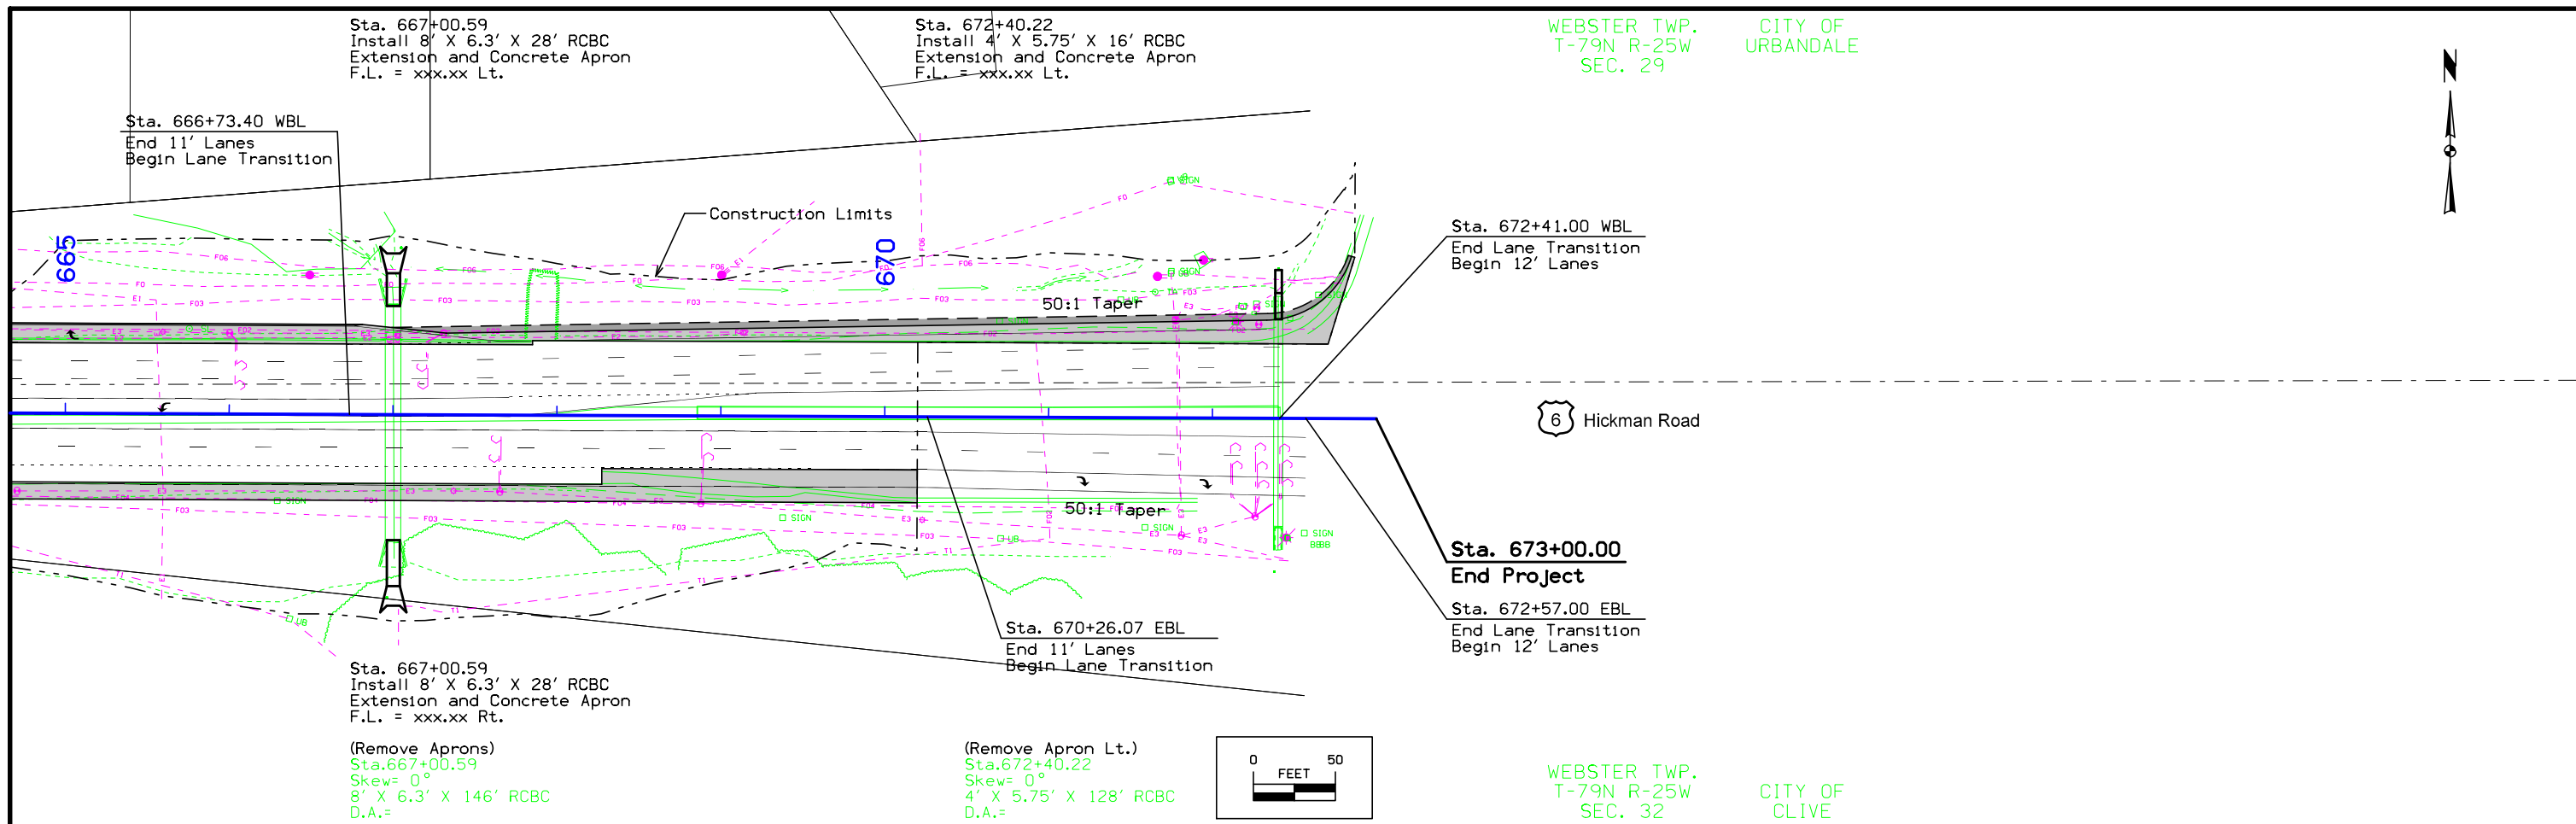 Sta. 667+00.59
Install 8' X 6.3' X 28' RCBC
Extension and Concrete Apron
F.L. = xxx.xx Lt.
Sta. 672+40.22
Install 4' X 5.75' X 16' RCBC
Extension and Concrete Apron
F.L. = xxx.xx Lt.
WEBSTER TWP.
T-79N R-25W
SEC. 29
CITY OF
URBANDALE
N
Sta. 666+73.40 WBL
End 11' Lanes
Begin Lane Transition
Construction Limits
665
670
50:1 Taper
Sta. 672+41.00 WBL
End Lane Transition
Begin 12' Lanes
6 Hickman Road
50:1 Taper
Sta. 673+00.00
End Project
Sta. 672+57.00 EBL
End Lane Transition
Begin 12' Lanes
Sta. 670+26.07 EBL
End 11' Lanes
Begin Lane Transition
Sta. 667+00.59
Install 8' X 6.3' X 28' RCBC
Extension and Concrete Apron
F.L. = xxx.xx Rt.
(Remove Aprons)
Sta.667+00.59
Skew= 0°
8' X 6.3' X 146' RCBC
D.A.=
(Remove Apron Lt.)
Sta.672+40.22
Skew= 0°
4' X 5.75' X 128' RCBC
D.A.=
0 50
FEET
WEBSTER TWP.
T-79N R-25W
SEC. 32
CITY OF
CLIVE